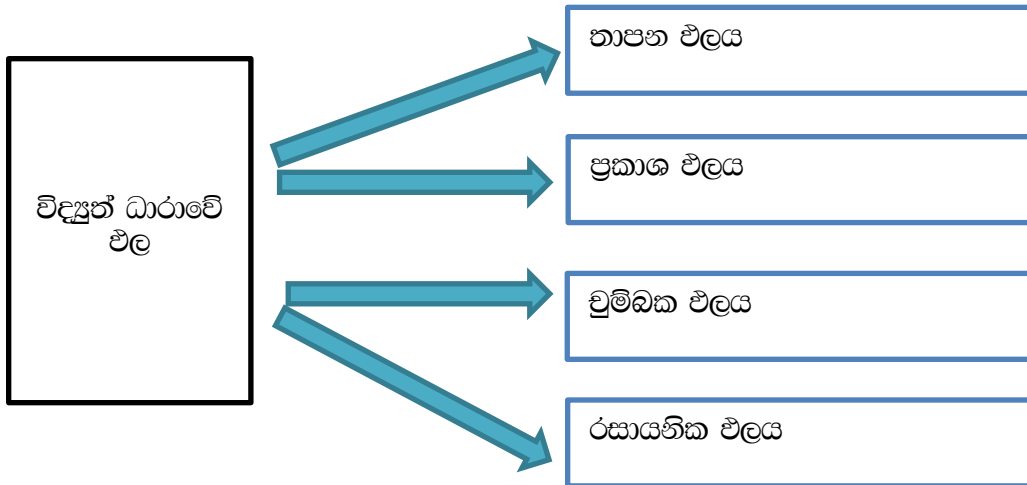 විද්‍යුත් ධාරාවේ
ඵල
තාපන ඵලය
ප්‍රකාශ ඵලය
චුම්බක ඵලය
රසායනික ඵලය